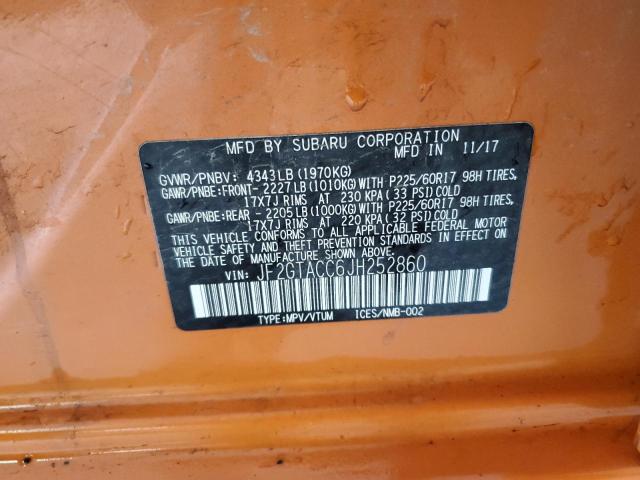 MFD BY SUBARU CORPORATION
MFD IN 11/17
GVWR/PNBV: 4343LB (1970KG)
GAWR/PNBE:FRONT- 2227LB (1010KG) WITH P225/60R17 98H TIRES,
17X7J RIMS AT 230 KPA (33 PSI) COLD
GAWR/PNBE:REAR - 2205LB (1000KG) WITH P225/60R17 98H TIRES,
17X7J RIMS AT 220 KPA (32 PSI) COLD
THIS VEHICLE CONFORMS TO ALL APPLICABLE FEDERAL MOTOR
VEHICLE SAFETY AND THEFT PREVENTION STANDARDS IN EFFECT
ON THE DATE OF MANUFACTURE SHOWN ABOVE.
VIN: JF2GTACC6JH252860
TYPE:MPV/VTUM ICES/NMB-002